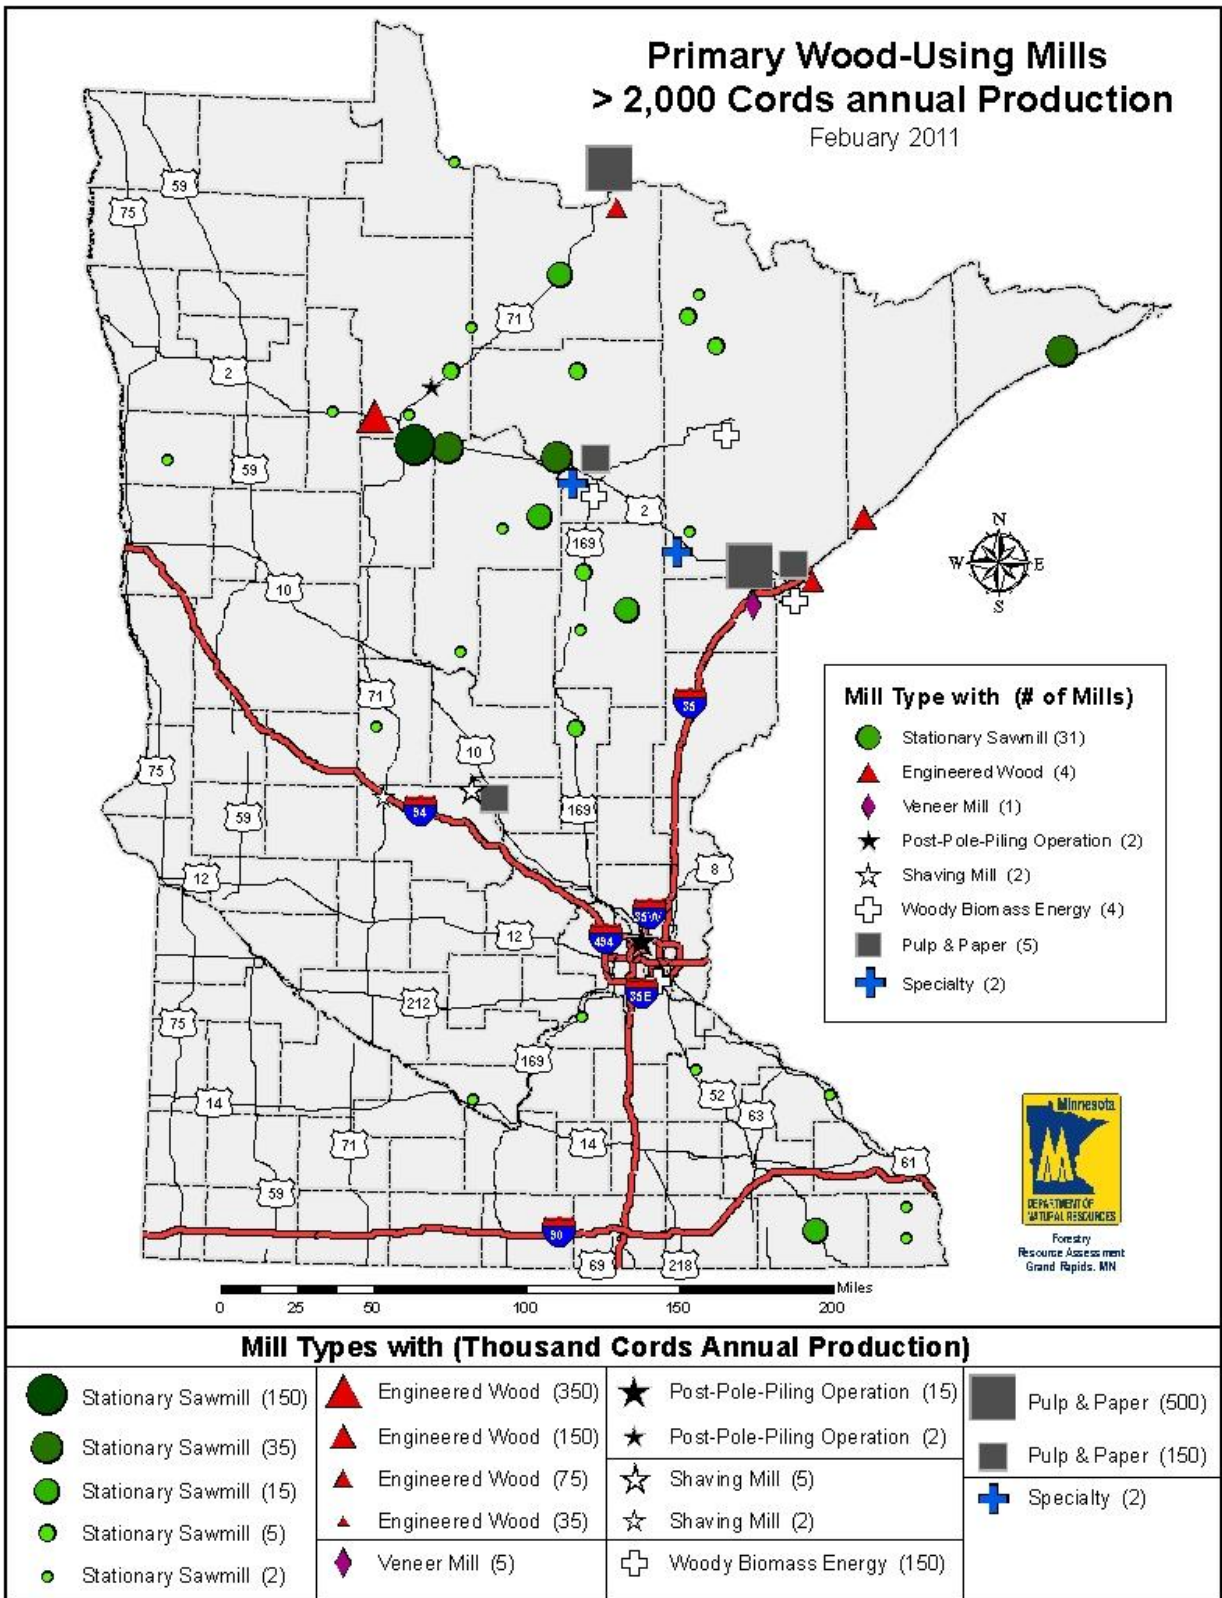 Primary Wood-Using Mills
> 2,000 Cords annual Production
Febuary 2011
59
75
71
2
59
2
169
10
N
W E
S
71
35
10
75
94
169
59
8
12
35W
12
494
212
35E
75
169
52
14
63
71
14
61
59
90
69
218
Mill Type with (# of Mills)
Stationary Sawmill (31)
Engineered Wood (4)
Veneer Mill (1)
Post-Pole-Piling Operation (2)
Shaving Mill (2)
Woody Biomass Energy (4)
Pulp & Paper (5)
Specialty (2)
Minnesota
DEPARTMENT OF
NATURAL RESOURCES
Forestry
Resource Assessment
Grand Rapids, MN
Miles
0 25 50 100 150 200
Mill Types with (Thousand Cords Annual Production)
Stationary Sawmill (150)
Stationary Sawmill (35)
Stationary Sawmill (15)
Stationary Sawmill (5)
Stationary Sawmill (2)
Engineered Wood (350)
Engineered Wood (150)
Engineered Wood (75)
Engineered Wood (35)
Veneer Mill (5)
Post-Pole-Piling Operation (15)
Post-Pole-Piling Operation (2)
Shaving Mill (5)
Shaving Mill (2)
Woody Biomass Energy (150)
Pulp & Paper (500)
Pulp & Paper (150)
Specialty (2)